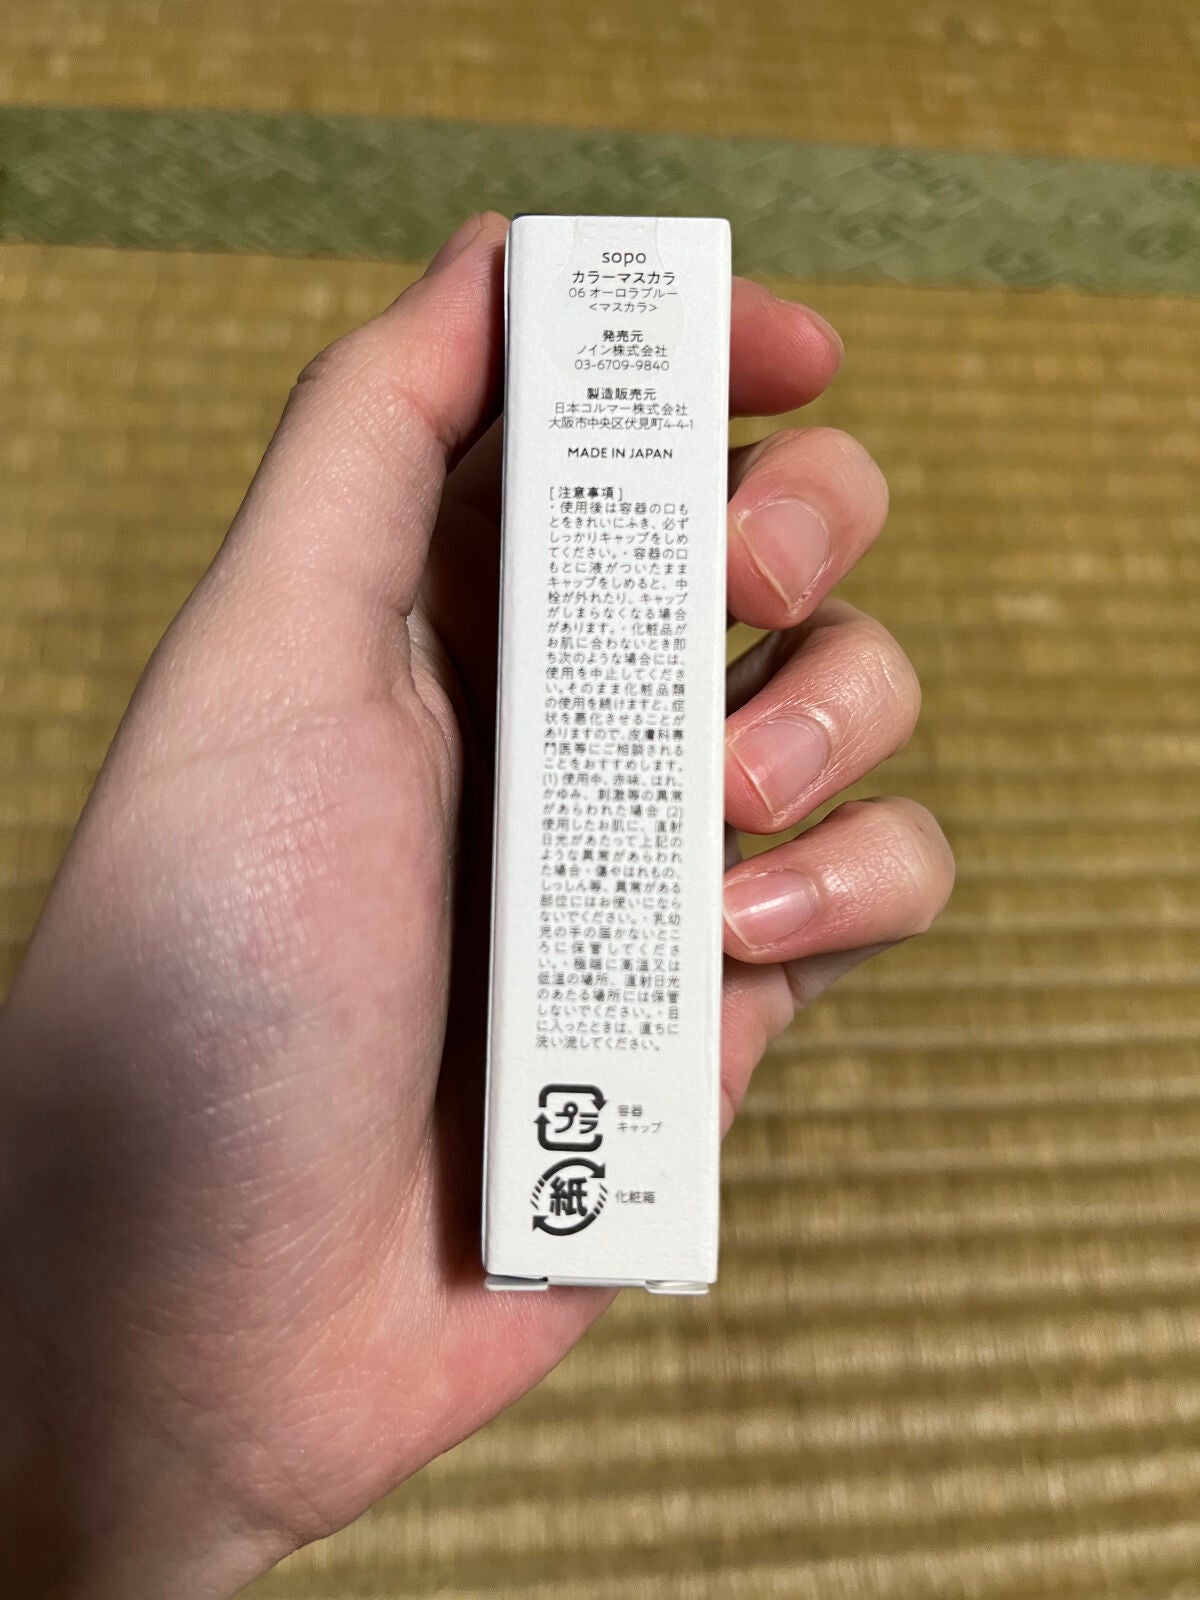 sopo
カラーマスカラ
06 オーロラブルー
<マスカラ>
発売元
ノイン株式会社
03-6709-9840
製造販売元
日本コルマー株式会社
大阪市中央区伏見町4-4-1
MADE IN JAPAN
[注意事項]
・使用後は容器の口も
とをきれいにふき、必ず
しっかりキャップをしめ
てください。・容器の口
もとに液がついたまま
キャップをしめると、中
栓が外れたり、キャップ
がしまらなくなる場合
があります。・化粧品が
お肌に合わないとき即
ち次のような場合には、
使用を中止してくださ
い。そのまま化粧品類
の使用を続けますと、症
状を悪化させることが
ありますので、皮膚科専
門医等にご相談される
ことをおすすめします。
(1) 使用中、赤味、はれ、
かゆみ、刺激等の異常
があらわれた場合 (2)
使用したお肌に、直射
日光があたって上記の
ような異常があらわれ
た場合・傷やはれもの、
しっしん等、異常がある
部位にはお使いになら
ないでください。・乳幼
児の手の届かないとこ
ろに保管してくださ
い。・極端に高温又は
低温の場所、直射日光
のあたる場所には保管
しないでください。・目
に入ったときは、直ちに
洗い流してください。
プラ 容器
キャップ
紙 化粧箱